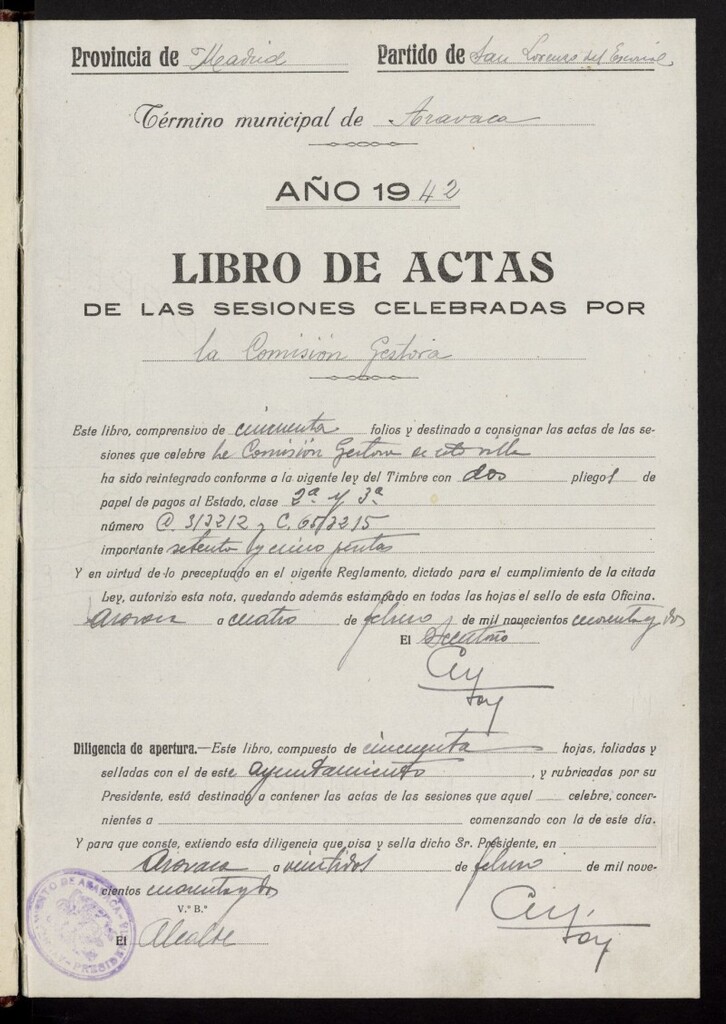 Provincia de Madrid Partido de San Lorenzo del Escorial
Término municipal de Aravaca
AÑO 1942
LIBRO DE ACTAS
DE LAS SESIONES CELEBRADAS POR
la Comisión Gestora
Este libro, comprensivo de cincuenta folios y destinado a consignar las actas de las se-
siones que celebre la Comisión Gestora de esta villa
ha sido reintegrado conforme a la vigente ley del Timbre con dos pliegos de
papel de pagos al Estado, clase 2ª y 3ª
número
importante setenta y cinco pesetas
Y en virtud de lo preceptuado en el vigente Reglamento, dictado para el cumplimiento de la citada
Ley, autorizo esta nota, quedando además estampado en todas las hojas el sello de esta Oficina.
Aravaca a cuatro de febrero de mil novecientos cuarenta y dos
El Secretario
Diligencia de apertura.—Este libro, compuesto de cincuenta hojas, foliadas y
selladas con el de este ayuntamiento, y rubricadas por su
Presidente, está destinado a contener las actas de las sesiones que aquel celebre, concer-
nientes a comenzando con la de este día.
Y para que conste, extiendo esta diligencia que visa y sella dicho Sr. Presidente, en
Aravaca a veintidos de febrero de mil nove-
cientos cuarenta y dos
V.º B.º
El Alcalde